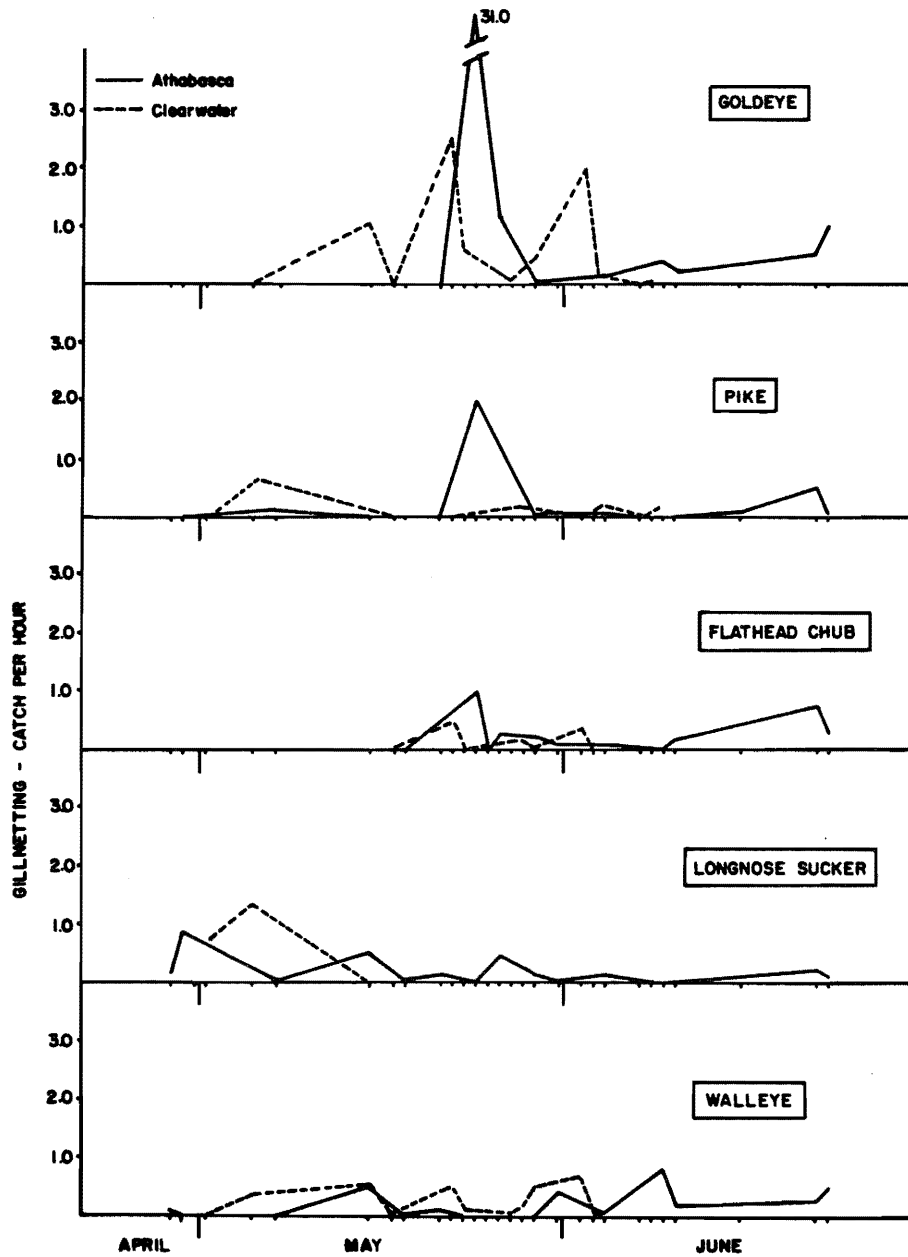 31.0
Athabasca
Clearwater
GOLDEYE
3.0
2.0
1.0
PIKE
3.0
2.0
1.0
FLATHEAD CHUB
3.0
2.0
1.0
LONGNOSE SUCKER
3.0
2.0
1.0
WALLEYE
3.0
2.0
1.0
GILLNETTING - CATCH PER HOUR
APRIL MAY JUNE